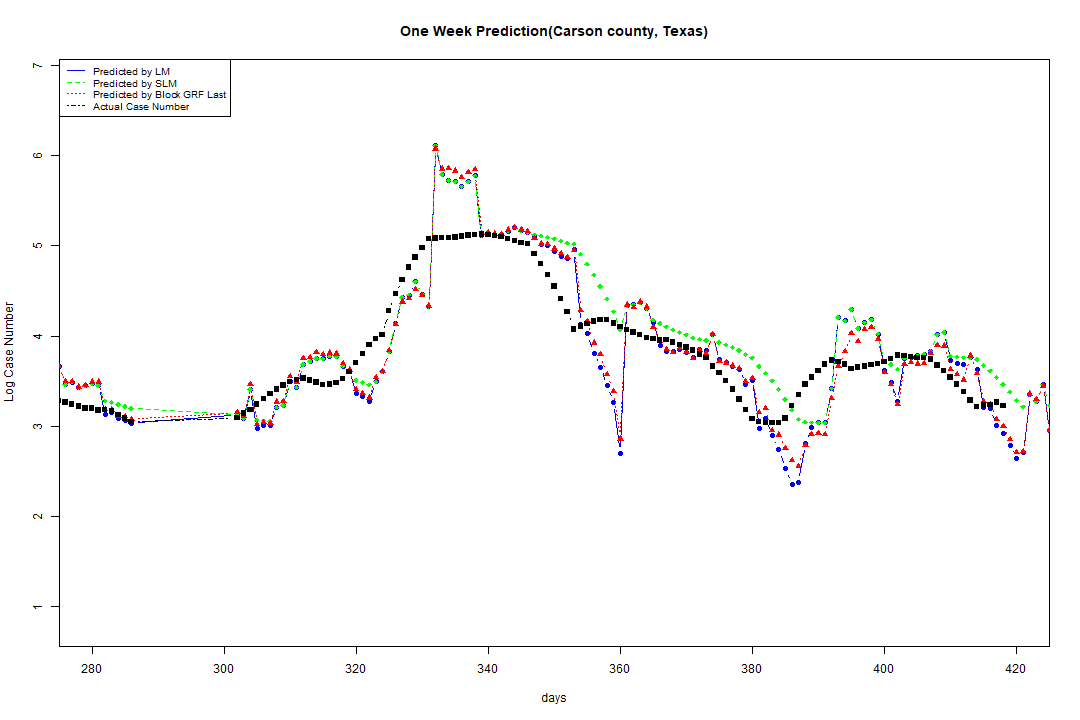 One Week Prediction(Carson county, Texas)
Predicted by LM
Predicted by SLM
Predicted by Block GRF Last
Actual Case Number
7
6
5
4
3
2
1
Log Case Number
280 300 320 340 360 380 400 420
days